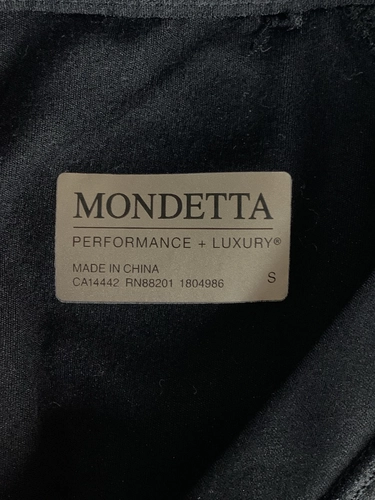 MONDETTA
PERFORMANCE + LUXURY®
MADE IN CHINA
CA14442 RN88201 1804986 S